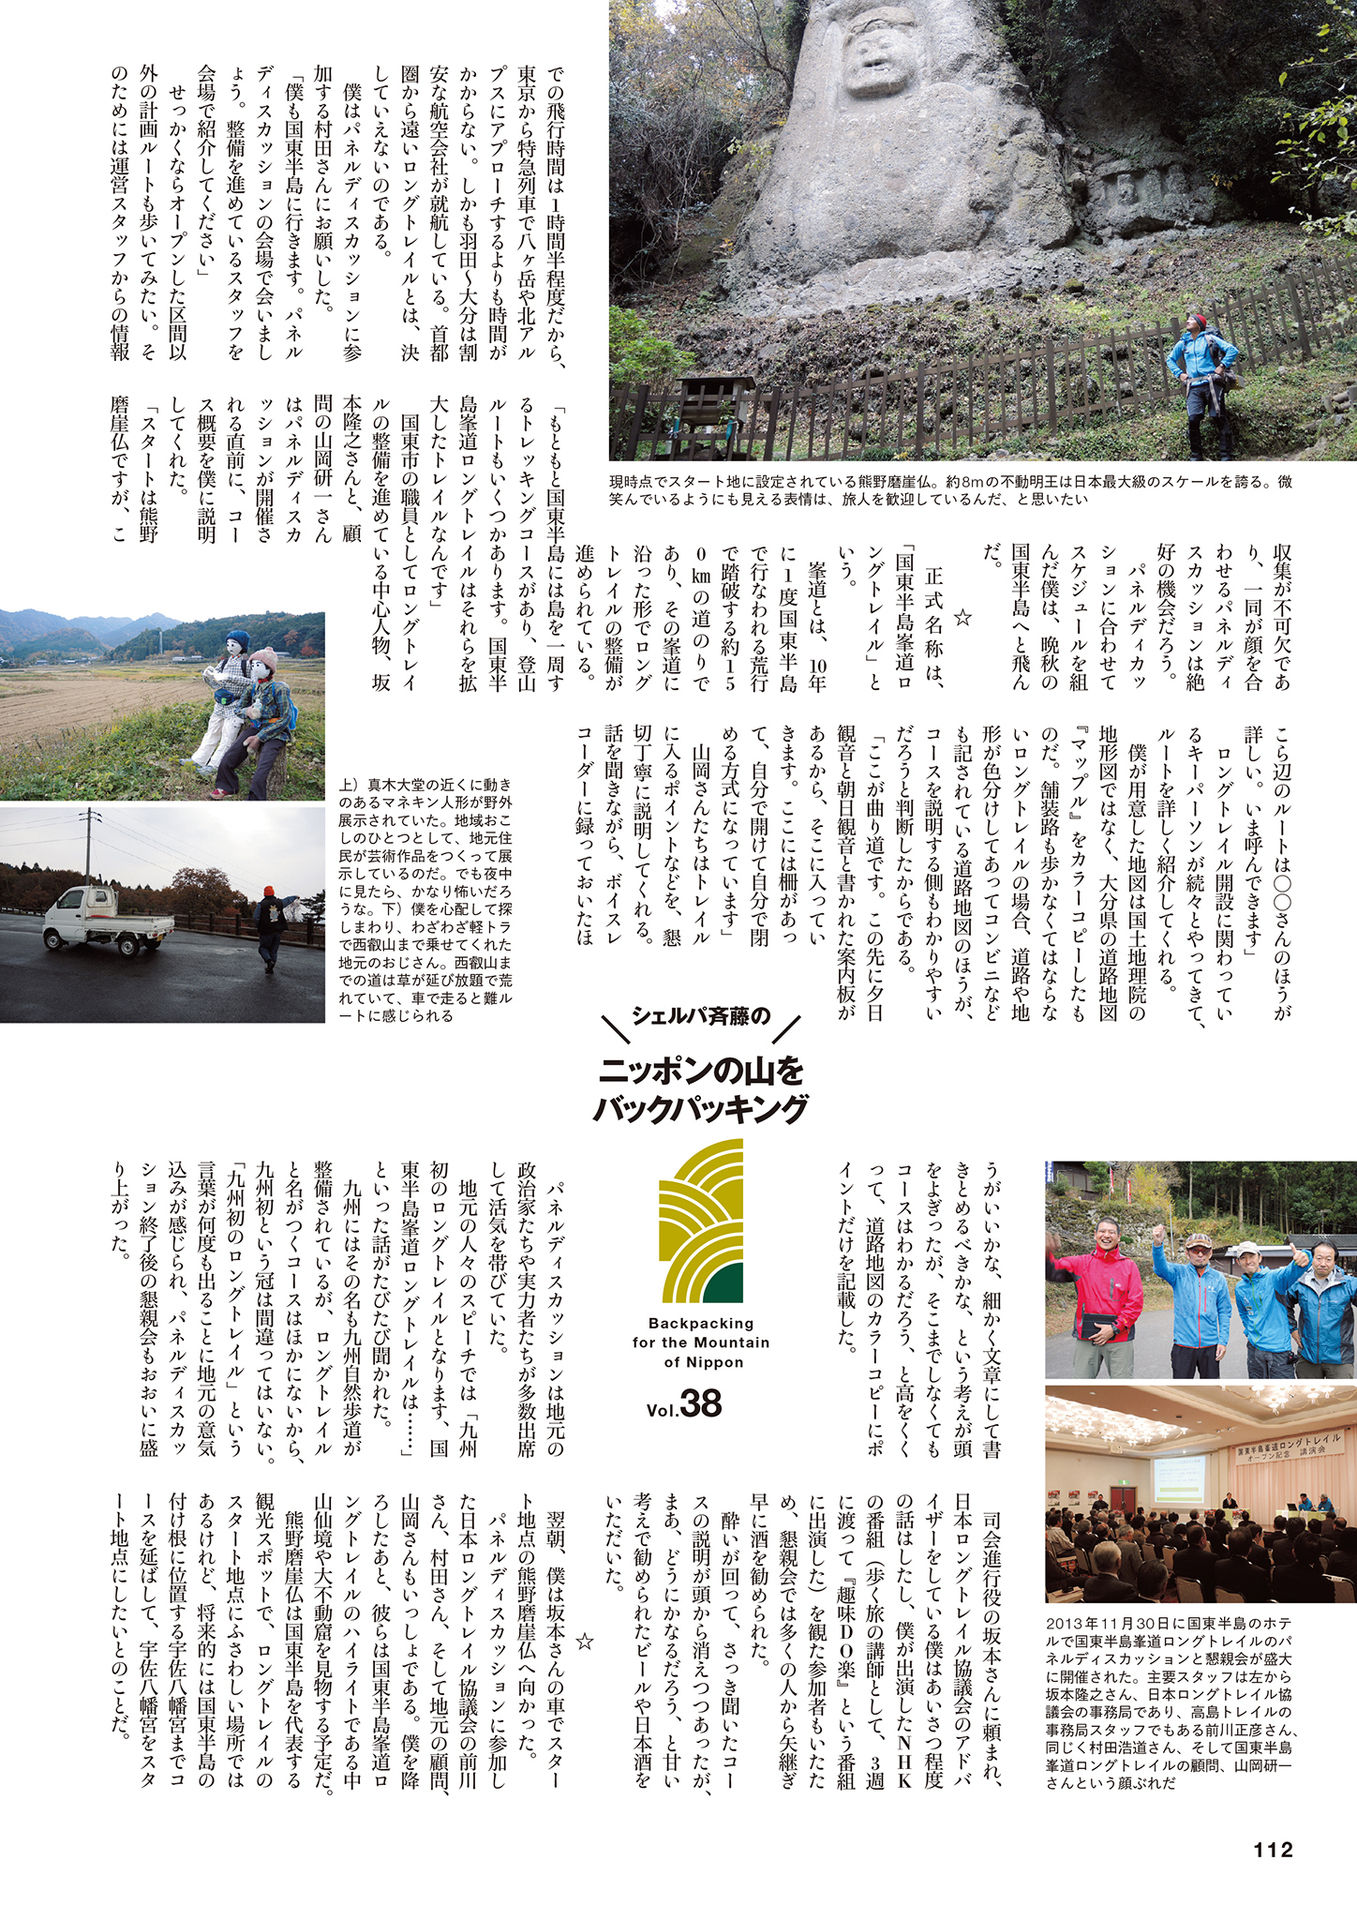 での飛行時間は1時間半程度だから、
東京から特急列車で八ヶ岳や北アル
プスにアプローチするよりも時間が
かからない。しかも羽田〜大分は割
安な航空会社が就航している。首都
圏から遠いロングトレイルとは、決
していえないのである。
僕はパネルディスカッションに参
加する村田さんにお願いした。
「僕も国東半島に行きます。パネル
ディスカッションの会場で会いまし
ょう。整備を進めているスタッフを
会場で紹介してください」
せっかくならオープンした区間以
外の計画ルートも歩いてみたい。そ
のためには運営スタッフからの情報
現時点でスタート地に設定されている熊野磨崖仏。約8mの不動明王は日本最大級のスケールを誇る。微
笑んでいるようにも見える表情は、旅人を歓迎しているんだ、と思いたい
収集が不可欠であ
り、一同が顔を合
わせるパネルディ
スカッションは絶
好の機会だろう。
パネルディカッ
ションに合わせて
スケジュールを組
んだ僕は、晩秋の
国東半島へと飛ん
だ。
☆
正式名称は、
「国東半島峯道ロ
ングトレイル」と
いう。
峯道とは、10年
に1度国東半島
で行なわれる荒行
で踏破する約15
0㎞の道のりで
あり、その峯道に
沿った形でロング
トレイルの整備が
進められている。
「もともと国東半島には島を一周す
るトレッキングコースがあり、登山
ルートもいくつかあります。国東半
島峯道ロングトレイルはそれらを拡
大したトレイルなんです」
国東市の職員としてロングトレイ
ルの整備を進めている中心人物、坂
本隆之さんと、顧
問の山岡研一さん
はパネルディスカ
ッションが開催さ
れる直前に、コー
ス概要を僕に説明
してくれた。
「スタートは熊野
磨崖仏ですが、こ
こら辺のルートは〇〇さんのほうが
詳しい。いま呼んできます」
ロングトレイル開設に関わってい
るキーパーソンが続々とやってきて、
ルートを詳しく紹介してくれる。
僕が用意した地図は国土地理院の
地形図ではなく、大分県の道路地図
『マップル』をカラーコピーしたも
のだ。舗装路も歩かなくてはならな
いロングトレイルの場合、道路や地
形が色分けしてあってコンビニなど
も記されている道路地図のほうが、
コースを説明する側もわかりやすい
だろうと判断したからである。
「ここが曲り道です。この先に夕日
観音と朝日観音と書かれた案内板が
あるから、そこに入ってい
きます。ここには柵があっ
て、自分で開けて自分で閉
める方式になっています」
山岡さんたちはトレイル
に入るポイントなどを、懇
切丁寧に説明してくれる。
話を聞きながら、ボイスレ
コーダーに録っておいたほ
上）真木大堂の近くに動き
のあるマネキン人形が野外
展示されていた。地域おこ
しのひとつとして、地元住
民が芸術作品をつくって展
示しているのだ。でも夜中
に見たら、かなり怖いだろ
うな。下）僕を心配して探
しまわり、わざわざ軽トラ
で西叡山まで乗せてくれた
地元のおじさん。西叡山ま
での道は草が延び放題で荒
れていて、車で走ると難ル
ートに感じられる
シェルパ斉藤の
ニッポンの山を
バックパッキング
Backpacking
for the Mountain
of Nippon
Vol.38
うがいいかな、細かく文章にして書
きとめるべきかな、という考えが頭
をよぎったが、そこまでしなくても
コースはわかるだろう、と高をくく
って、道路地図のカラーコピーにポ
イントだけを記載した。
パネルディスカッションは地元の
政治家たちや実力者たちが多数出席
して活気を帯びていた。
地元の人々のスピーチでは「九州
初のロングトレイルとなります、国
東半島峯道ロングトレイルは……」
といった話がたびたび聞かれた。
九州にはその名も九州自然歩道が
整備されているが、ロングトレイル
と名がつくコースはほかにないから、
九州初という冠は間違ってはいない。
「九州初のロングトレイル」という
言葉が何度も出ることに地元の意気
込みが感じられ、パネルディスカッ
ション終了後の懇親会もおおいに盛
り上がった。
国東半島峯道ロングトレイル
オープン記念　講演会
2013年11月30日に国東半島のホテ
ルで国東半島峯道ロングトレイルのパ
ネルディスカッションと懇親会が盛大
に開催された。主要スタッフは左から
坂本隆之さん、日本ロングトレイル協
議会の事務局であり、高島トレイルの
事務局スタッフでもある前川正彦さん、
同じく村田浩道さん、そして国東半島
峯道ロングトレイルの顧問、山岡研一
さんという顔ぶれだ
司会進行役の坂本さんに頼まれ、
日本ロングトレイル協議会のアドバ
イザーをしている僕はあいさつ程度
の話はしたし、僕が出演したNHK
の番組（歩く旅の講師として、3週
に渡って『趣味DO楽』という番組
に出演した）を観た参加者もいたた
め、懇親会では多くの人から矢継ぎ
早に酒を勧められた。
酔いが回って、さっき聞いたコー
スの説明が頭から消えつつあったが、
まあ、どうにかなるだろう、と甘い
考えで勧められたビールや日本酒を
いただいた。
☆
翌朝、僕は坂本さんの車でスター
ト地点の熊野磨崖仏へ向かった。
パネルディスカッションに参加し
た日本ロングトレイル協議会の前川
さん、村田さん、そして地元の顧問、
山岡さんもいっしょである。僕を降
ろしたあと、彼らは国東半島峯道ロ
ングトレイルのハイライトである中
山仙境や大不動窟を見物する予定だ。
熊野磨崖仏は国東半島を代表する
観光スポットで、ロングトレイルの
スタート地点にふさわしい場所では
あるけれど、将来的には国東半島の
付け根に位置する宇佐八幡宮までコ
ースを延ばして、宇佐八幡宮をスタ
ート地点にしたいとのことだ。
112